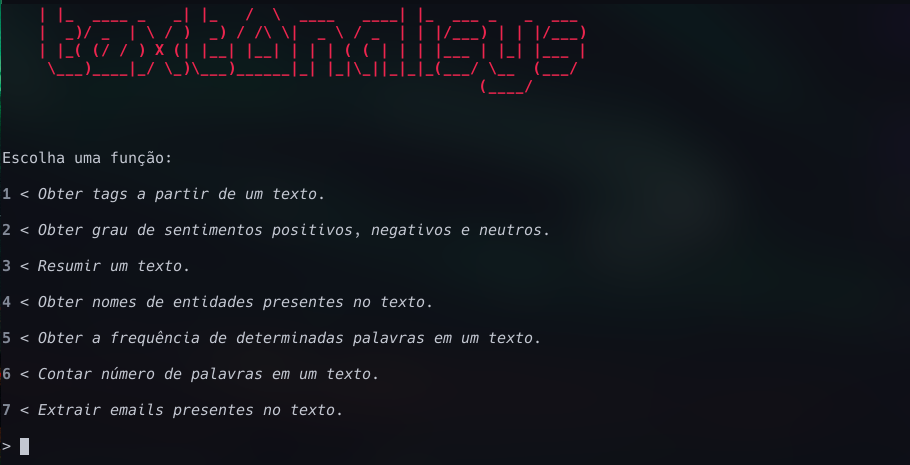 Escolha uma função:
1 < Obter tags a partir de um texto.
2 < Obter grau de sentimentos positivos, negativos e neutros.
3 < Resumir um texto.
4 < Obter nomes de entidades presentes no texto.
5 < Obter a frequência de determinadas palavras em um texto.
6 < Contar número de palavras em um texto.
7 < Extrair emails presentes no texto.
>